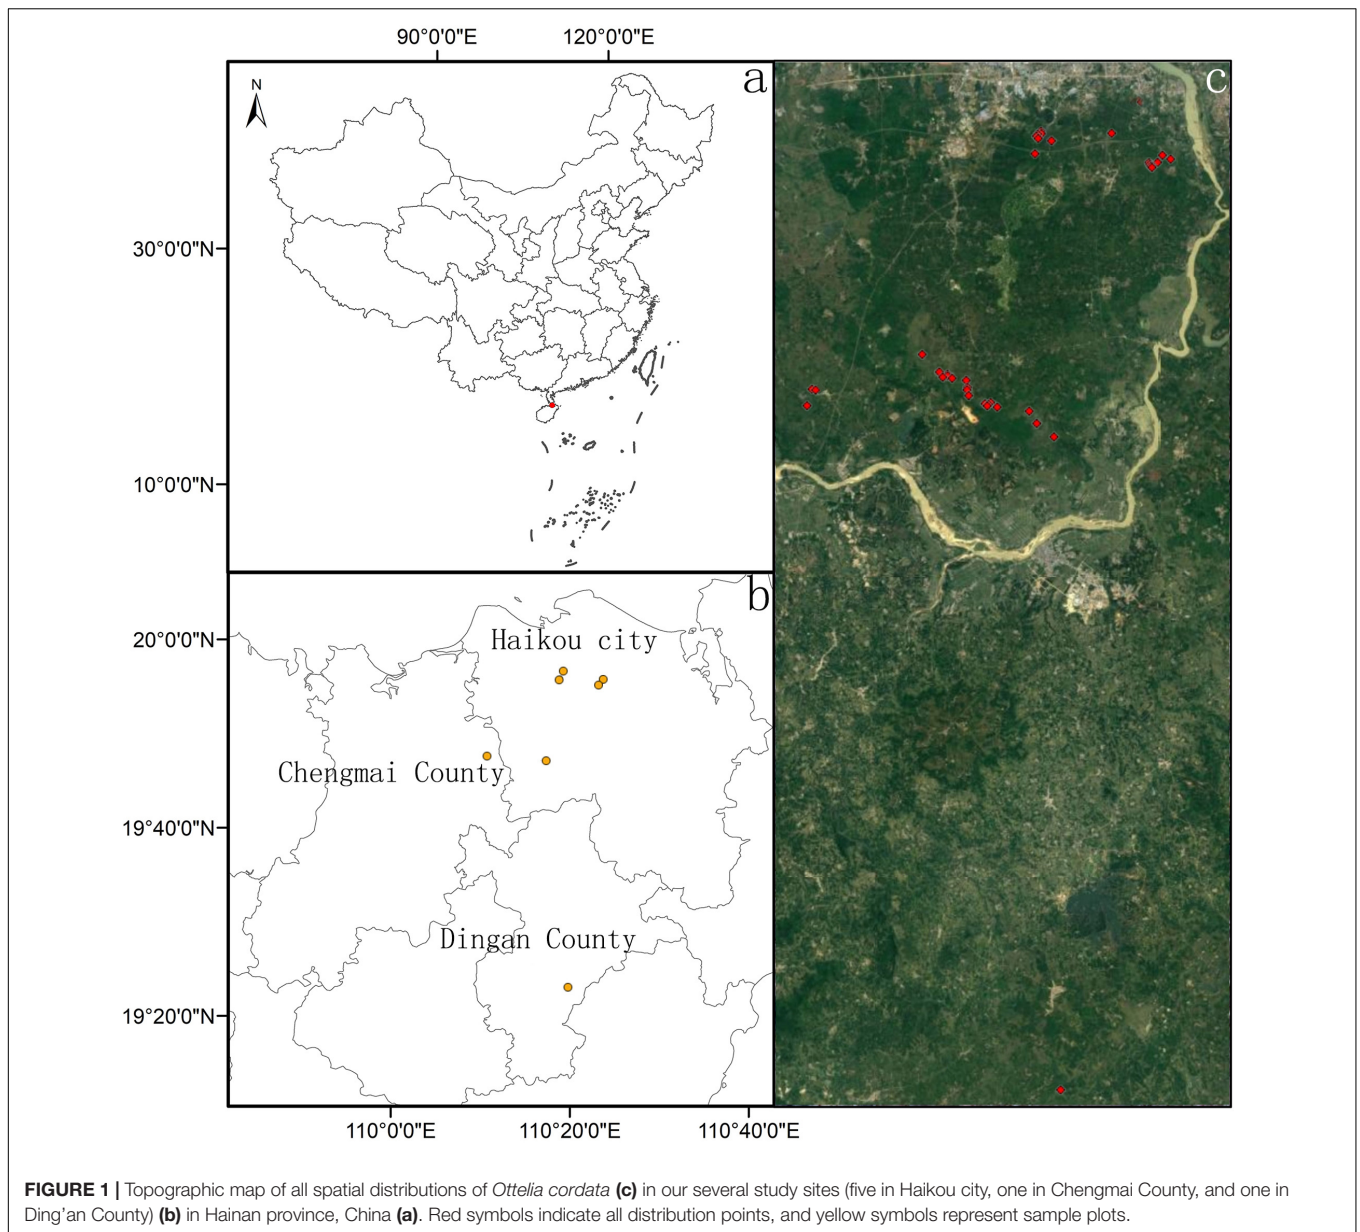 90°0'0"E 120°0'0"E
N
a
c
30°0'0"N
10°0'0"N
b
Haikou city
20°0'0"N
Chengmai County
19°40'0"N
Dingan County
19°20'0"N
110°0'0"E 110°20'0"E 110°40'0"E
FIGURE 1 | Topographic map of all spatial distributions of Ottelia cordata (c) in our several study sites (five in Haikou city, one in Chengmai County, and one in
Ding’an County) (b) in Hainan province, China (a). Red symbols indicate all distribution points, and yellow symbols represent sample plots.